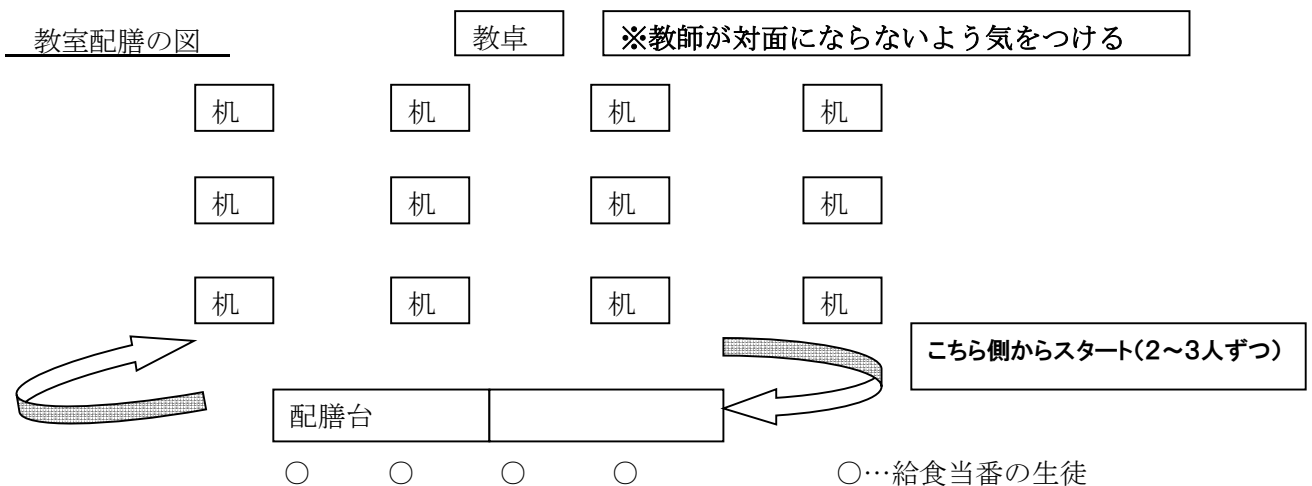 教室配膳の図
教卓
※教師が対面にならないよう気をつける
机 机 机 机
机 机 机 机
机 机 机 机
こちら側からスタート(2～3人ずつ)
配膳台
○ ○ ○ ○ ○…給食当番の生徒